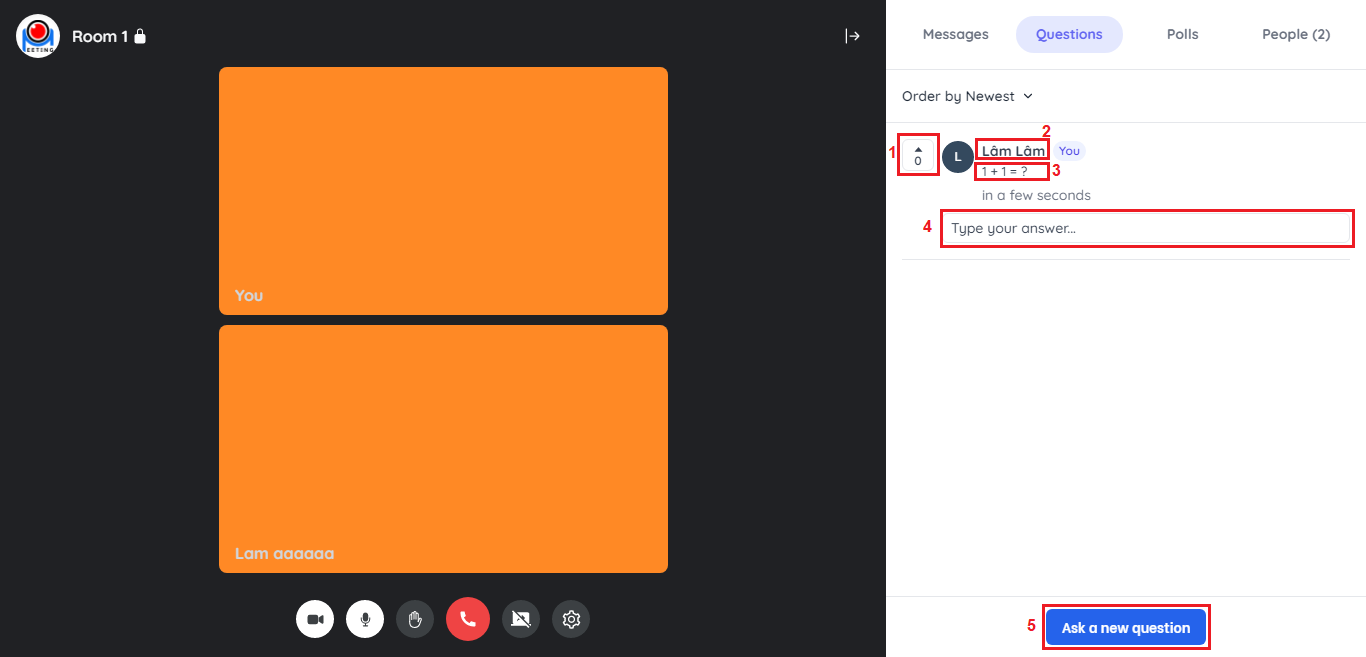 EETING
Room 1
You
Lam aaaaaa
Messages Questions Polls People (2)
Order by Newest
2
1 0 L Lâm Lâm You
1 + 1 = ? 3
in a few seconds
4 Type your answer...
5 Ask a new question